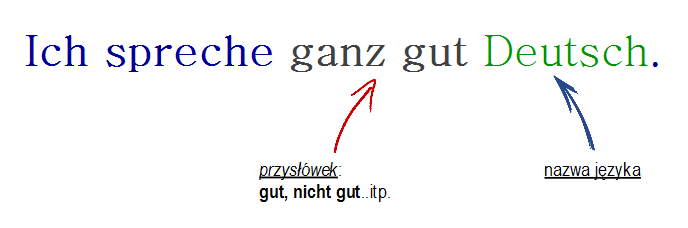 Ich spreche ganz gut Deutsch.
przysłówek:
gut, nicht gut..itp.
nazwa języka